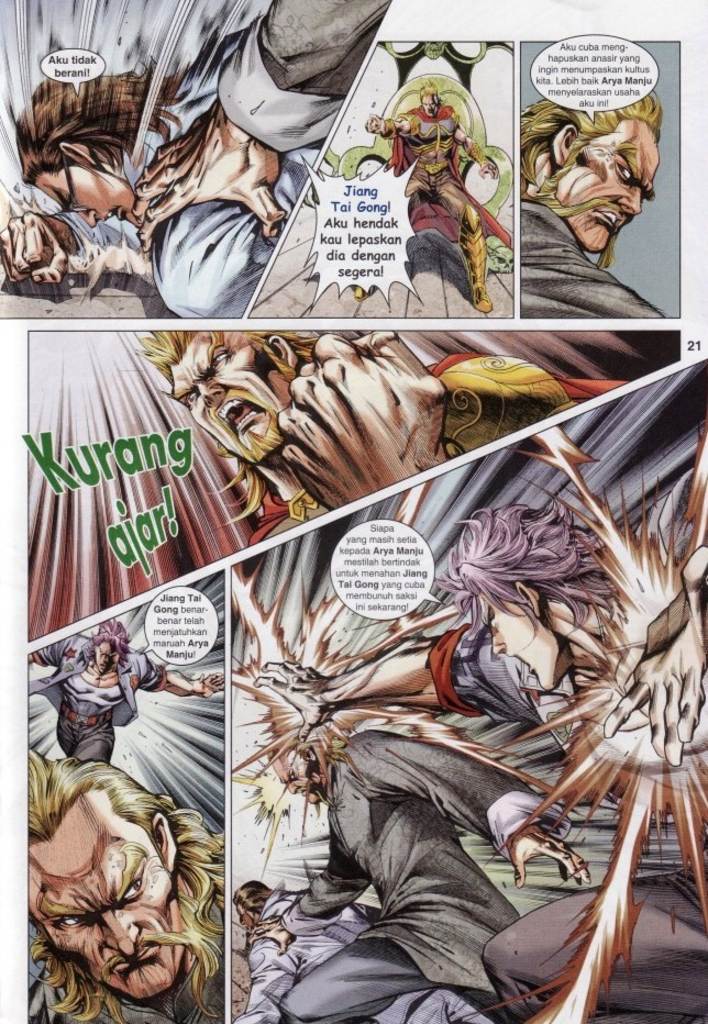 Aku tidak
berani!
Jiang
Tai Gong!
Aku hendak
kau lepaskan
dia dengan
segera!
Aku cuba meng-
hapuskan anasir yang
ingin menumpaskan kultus
kita. Lebih baik Arya Manju
menyelaraskan usaha
aku ini!
21
Kurang
ajar!
Jiang Tai
Gong benar-
benar telah
menjatuhkan
maruah Arya
Manju!
Siapa
yang masih setia
kepada Arya Manju
mestilah bertindak
untuk menahan Jiang
Tai Gong yang cuba
membunuh saksi
ini sekarang!